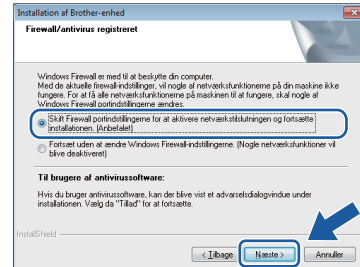 Installation af Brother-enhed
Firewall/antivirus registreret
Windows Firewall er med til at beskytte din computer.
Med de aktuelle firewall-indstillinger, vil nogle af netværksfunktionerne på din maskine ikke
fungere. For at få alle netværksfunktionerne på maskinen til at fungere, skal nogle af
Windows Firewall portindstillingerne ændres.
Skift Firewall portindstillingerne for at aktivere netværkstilslutningen og fortsætte
installationen. (Anbefalet)
Fortsæt uden at ændre Windows Firewall-indstillingerne. (Nogle netværksfunktioner vil
blive deaktiveret)
Til brugere af antivirussoftware:
Hvis du bruger antivirussoftware, kan der blive vist et advarselsdialogvindue under
installationen. Vælg da "Tillad" for at fortsætte.
InstallShield
< Tilbage Næste > Annuller